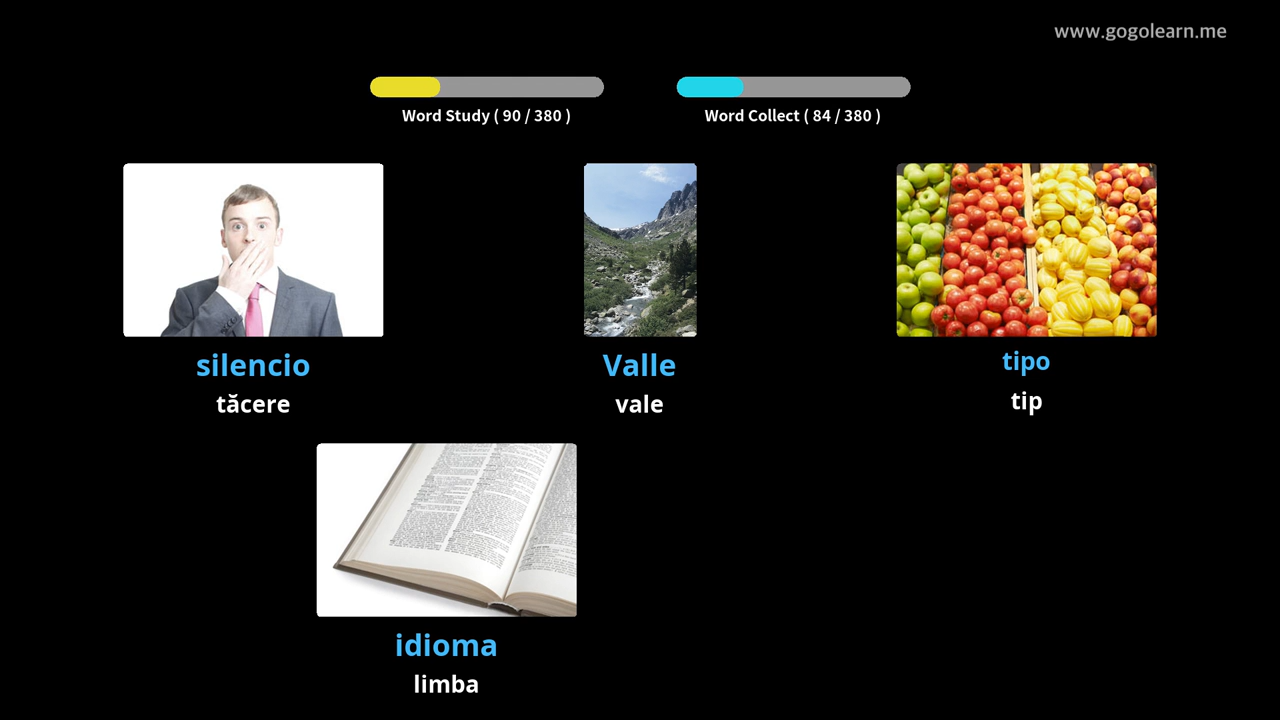 www.gogolearn.me
Word Study ( 90 / 380 )
Word Collect ( 84 / 380 )
silencio
tăcere
Valle
vale
tipo
tip
idioma
limba